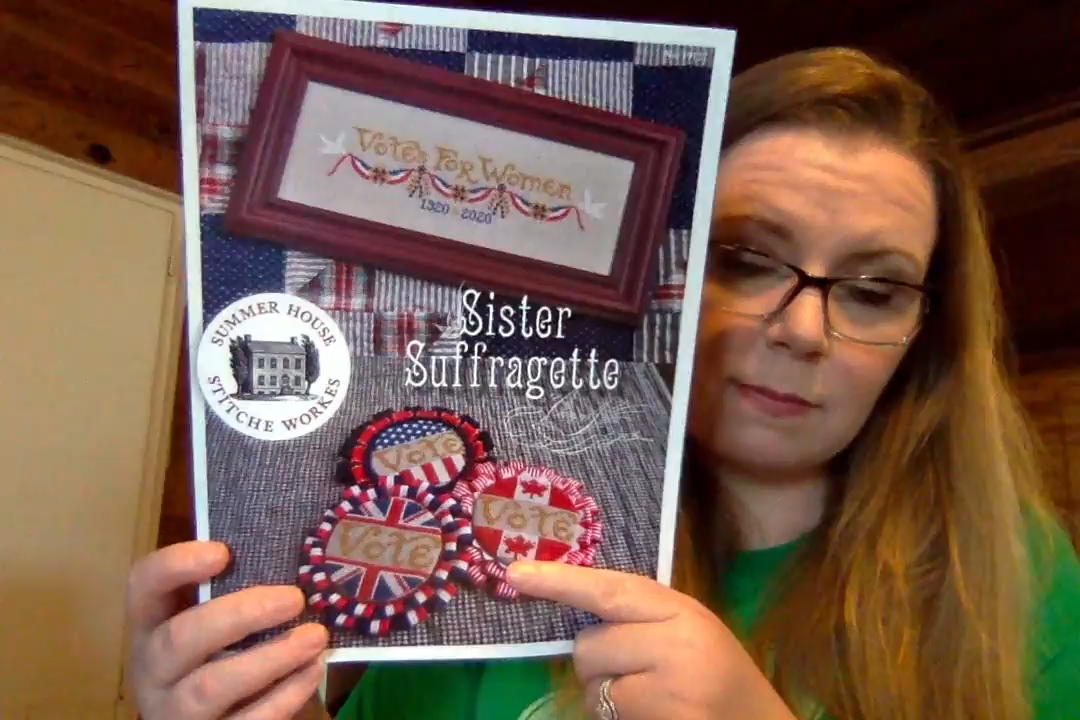 Votes For Women
1920 2020
SUMMER HOUSE
STITCHE WORKES
Sister
Suffragette
VOTE
VOTE
VOTE